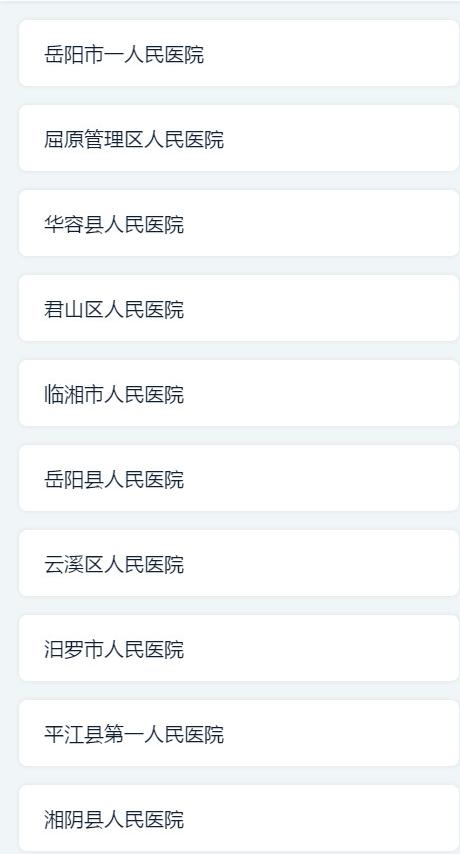 岳阳市一人民医院
屈原管理区人民医院
华容县人民医院
君山区人民医院
临湘市人民医院
岳阳县人民医院
云溪区人民医院
汨罗市人民医院
平江县第一人民医院
湘阴县人民医院